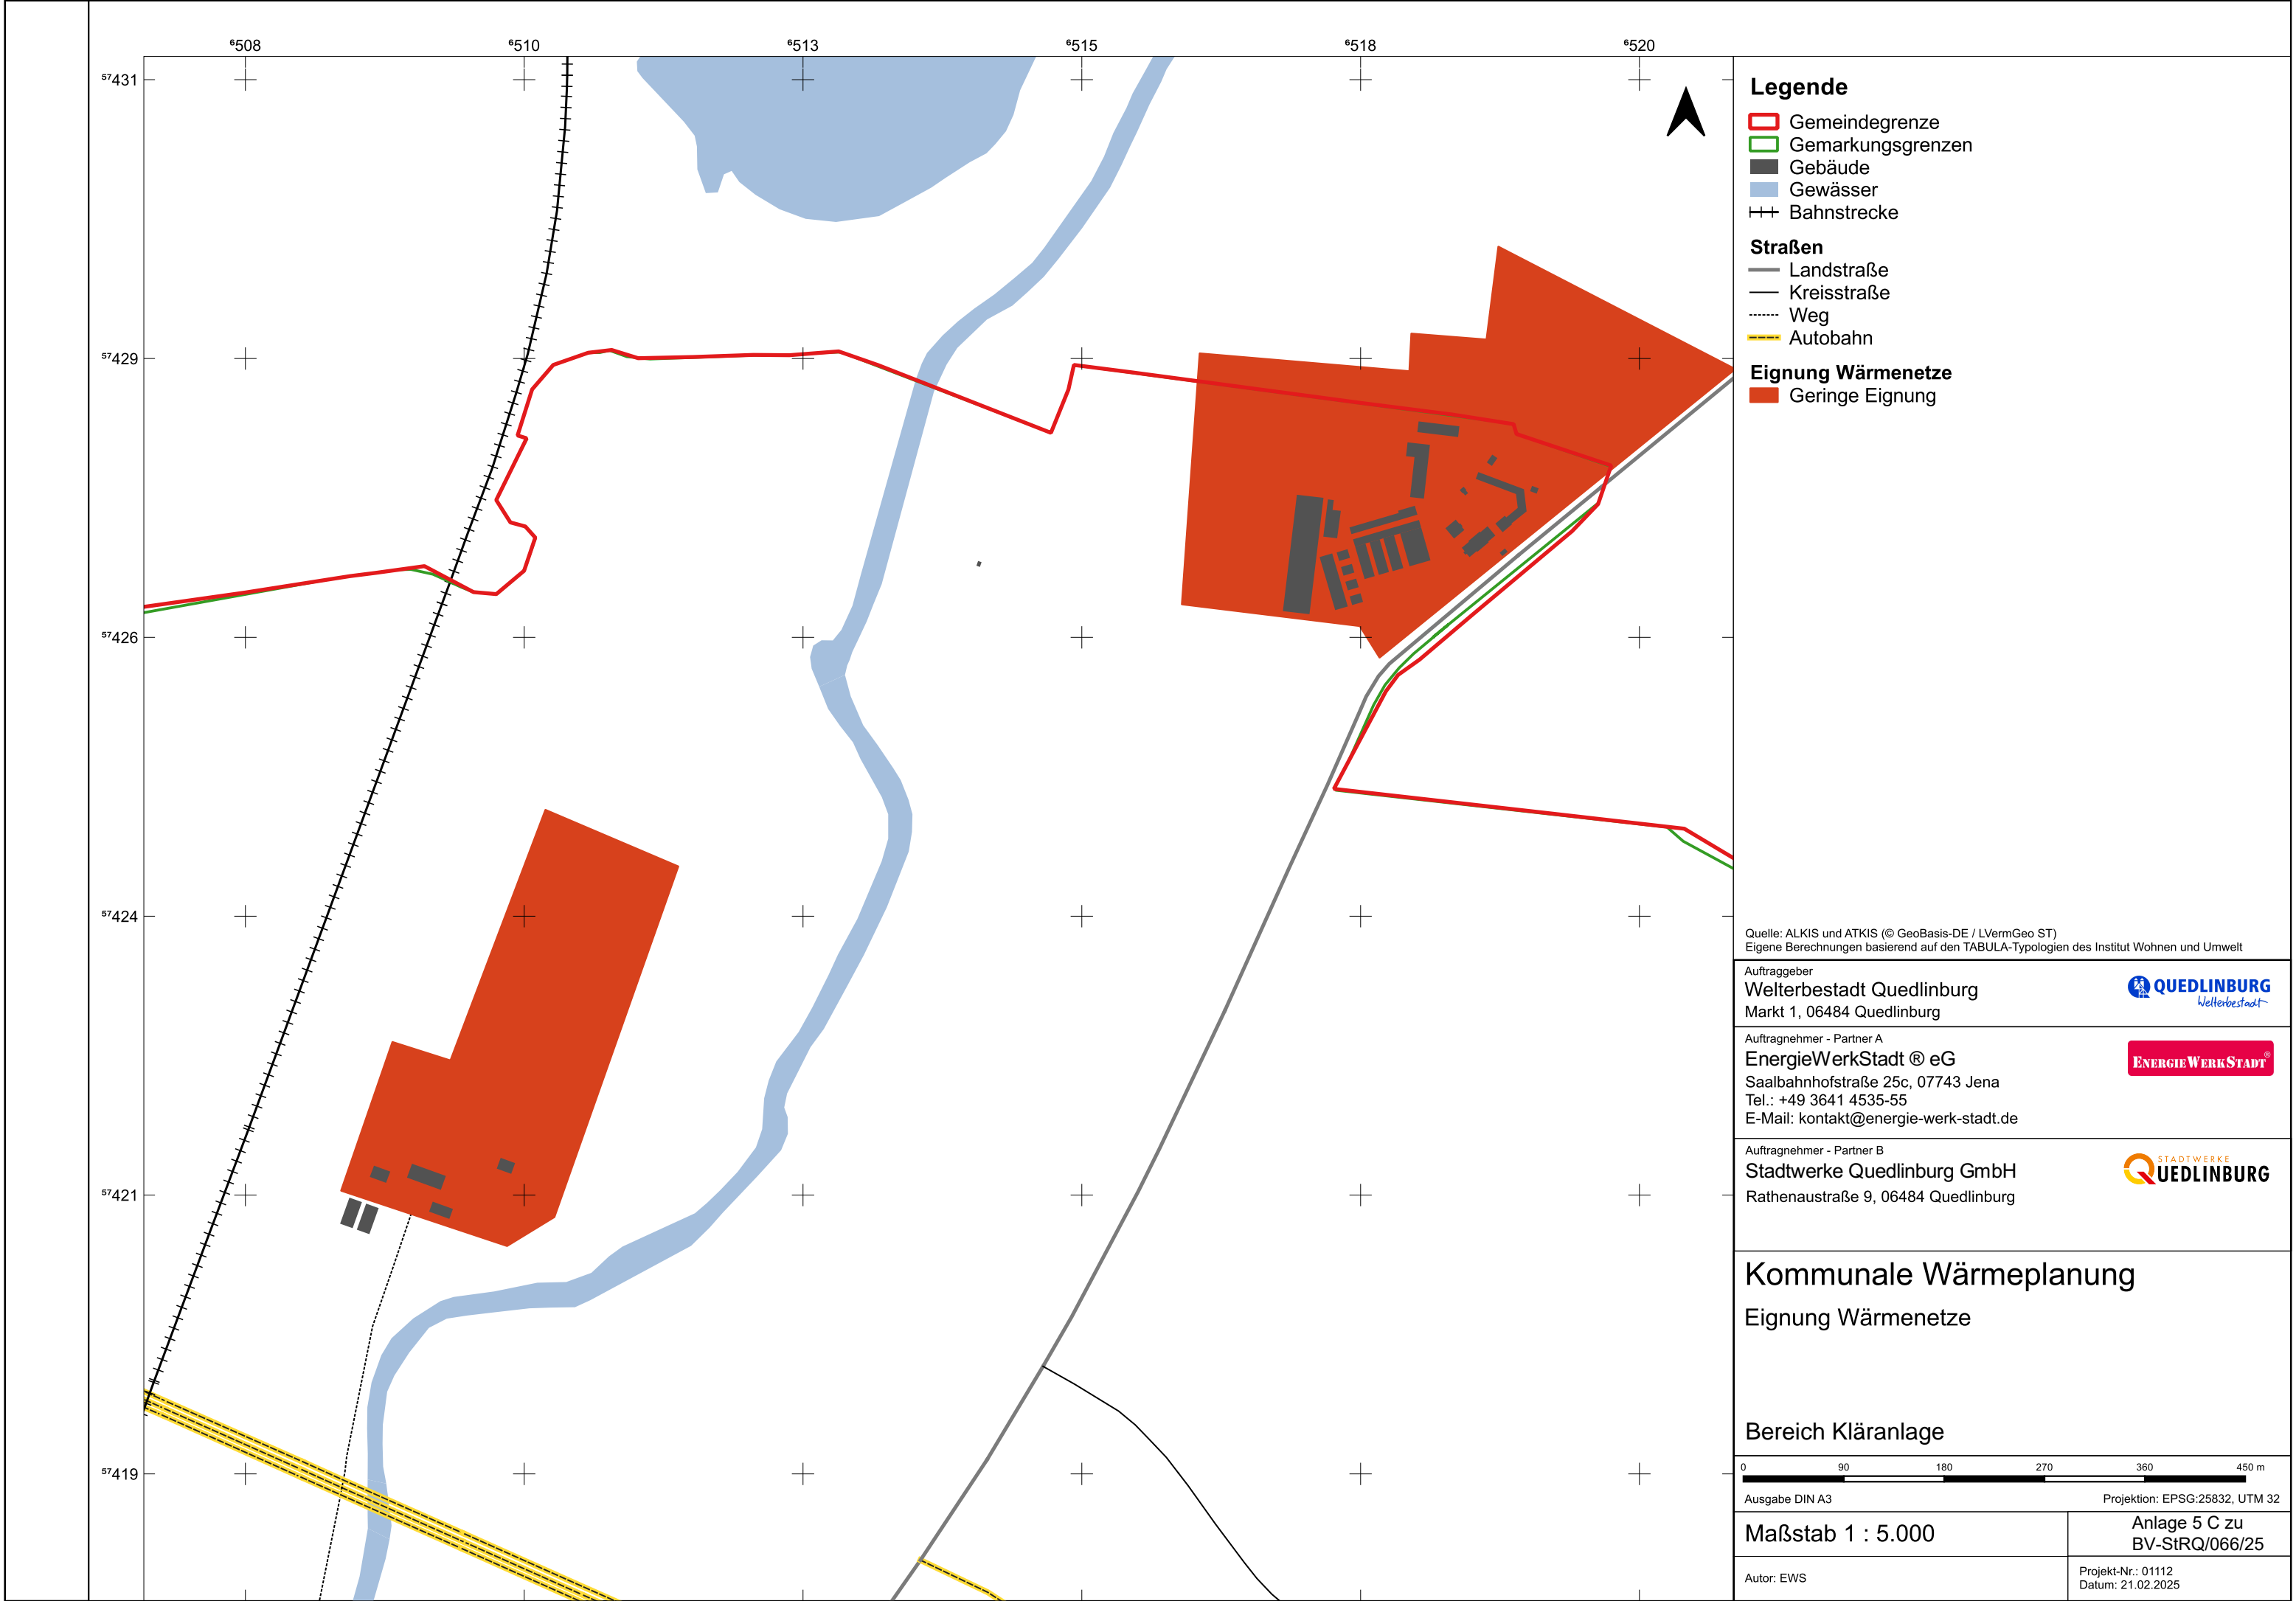 6508 6510 6513 6515 6518 6520
57431
57429
57426
57424
57421
57419
Legende
Gemeindegrenze
Gemarkungsgrenzen
Gebäude
Gewässer
Bahnstrecke
Straßen
Landstraße
Kreisstraße
Weg
Autobahn
Eignung Wärmenetze
Geringe Eignung
Quelle: ALKIS und ATKIS (© GeoBasis-DE / LVermGeo ST)
Eigene Berechnungen basierend auf den TABULA-Typologien des Institut Wohnen und Umwelt
Auftraggeber
Welterbestadt Quedlinburg
Markt 1, 06484 Quedlinburg
QUEDLINBURG
Welterbestadt
Auftragnehmer - Partner A
EnergieWerkStadt ® eG
Saalbahnhofstraße 25c, 07743 Jena
Tel.: +49 3641 4535-55
E-Mail: kontakt@energie-werk-stadt.de
ENERGIEWERKSTADT®
Auftragnehmer - Partner B
Stadtwerke Quedlinburg GmbH
Rathenaustraße 9, 06484 Quedlinburg
STADTWERKE
QUEDLINBURG
Kommunale Wärmeplanung
Eignung Wärmenetze
Bereich Kläranlage
0 90 180 270 360 450 m
Ausgabe DIN A3 Projektion: EPSG:25832, UTM 32
Maßstab 1 : 5.000
Anlage 5 C zu
BV-StRQ/066/25
Autor: EWS
Projekt-Nr.: 01112
Datum: 21.02.2025